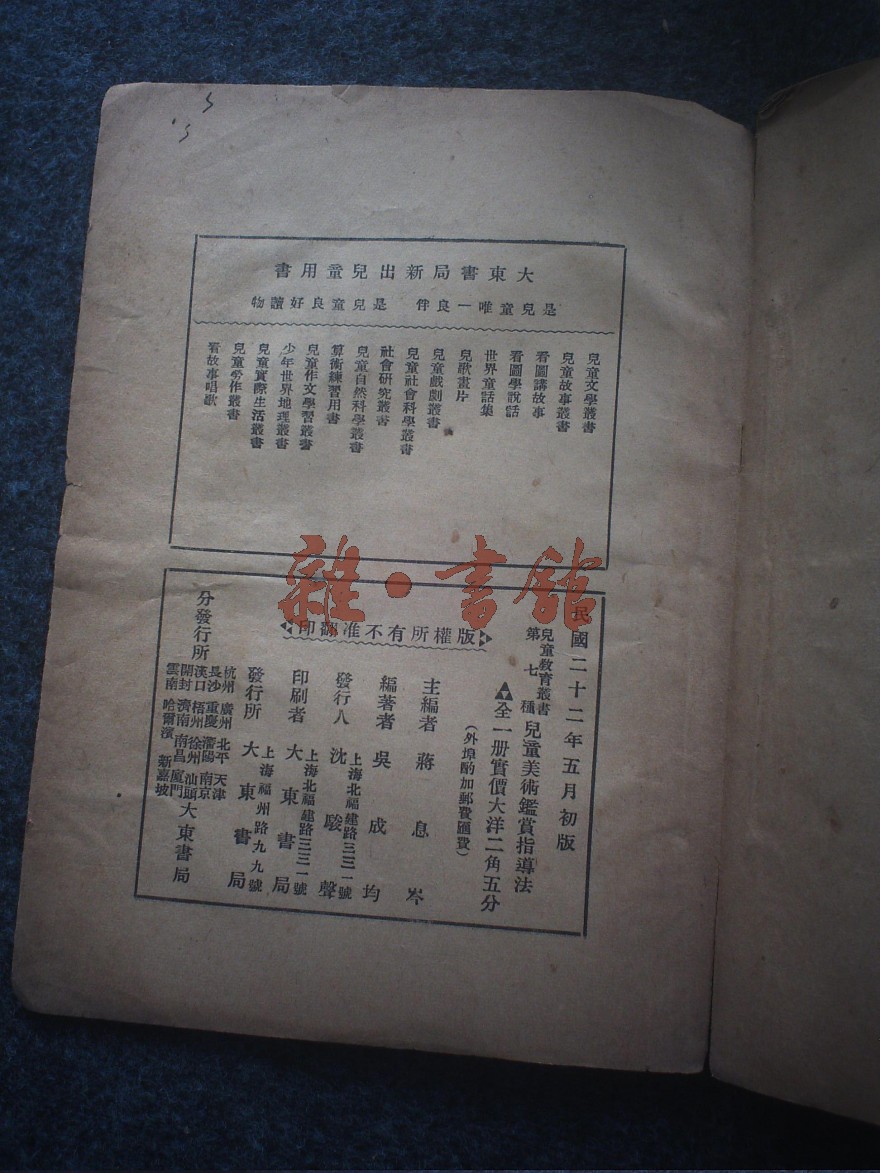 大東書局新出兒童用書
是兒童唯一良伴 是兒童良好讀物
兒童文學叢書
兒童故事叢書
看圖講故事
看圖學說話
世界童話集
兒歌畫片
兒童戲劇叢書
兒童社會科學叢書
社會研究叢書
兒童自然科學叢書
算術練習用書
兒童作文學習叢書
少年世界地理叢書
兒童實際生活叢書
兒童勞作叢書
看故事唱歌
雜·書館
民國二十二年五月初版
兒童教育叢書
第七種
兒童美術鑑賞指導法
全一册實價大洋二角五分
(外埠酌加郵費匯費)
版權所有不准翻印
主編者 蔣息岑
編著者 吳成均
發行人 沈駿聲
上海北福建路三三一號
印刷者 大東書局
上海北福建路三三一號
發行所 大東書局
上海福州路九九號
分發行所
杭州 廣州 北平 天津
長沙 重慶 瀋陽 南京
漢口 梧州 徐州 汕頭
開封 濟南 南昌 廈門
雲南 哈爾濱 新嘉坡
大東書局